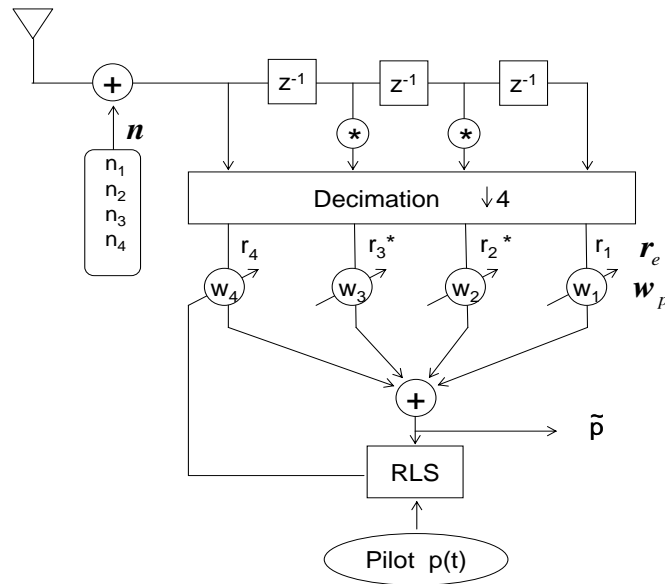 +
z⁻¹ z⁻¹ z⁻¹
n
* *
n₁
n₂
n₃
n₄
Decimation ↓4
r₄ r₃* r₂* r₁ rₑ
w₄ w₃ w₂ w₁ wₚ
+
p̃
RLS
Pilot p(t)